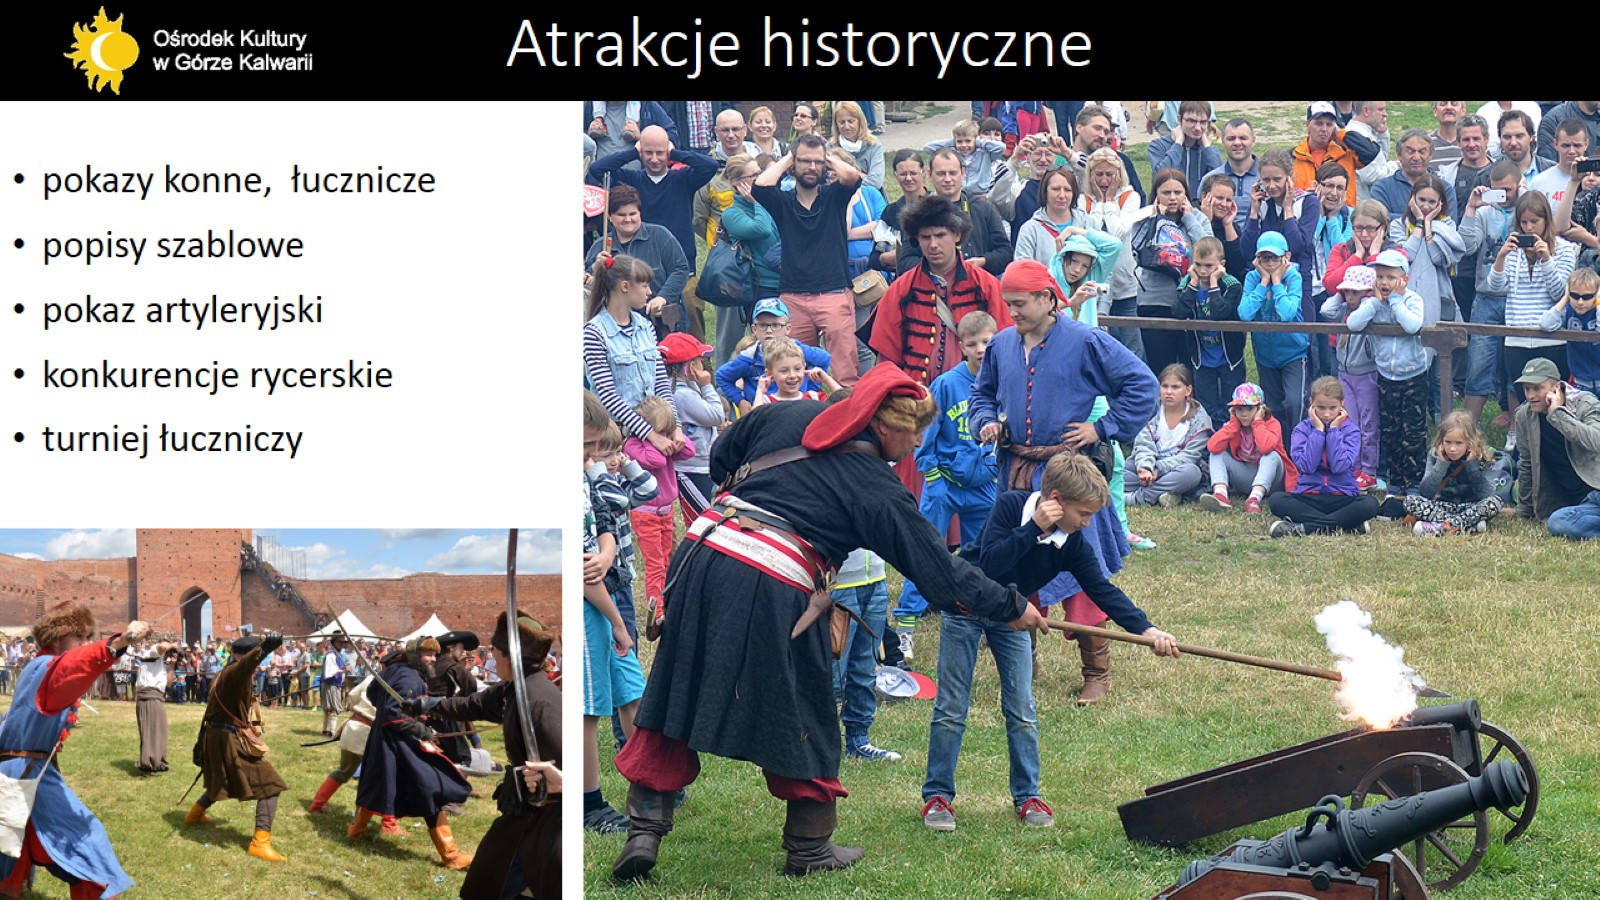 Ośrodek Kultury
w Górze Kalwarii
Atrakcje historyczne
• pokazy konne,  łucznicze
• popisy szablowe
• pokaz artyleryjski
• konkurencje rycerskie
• turniej łuczniczy